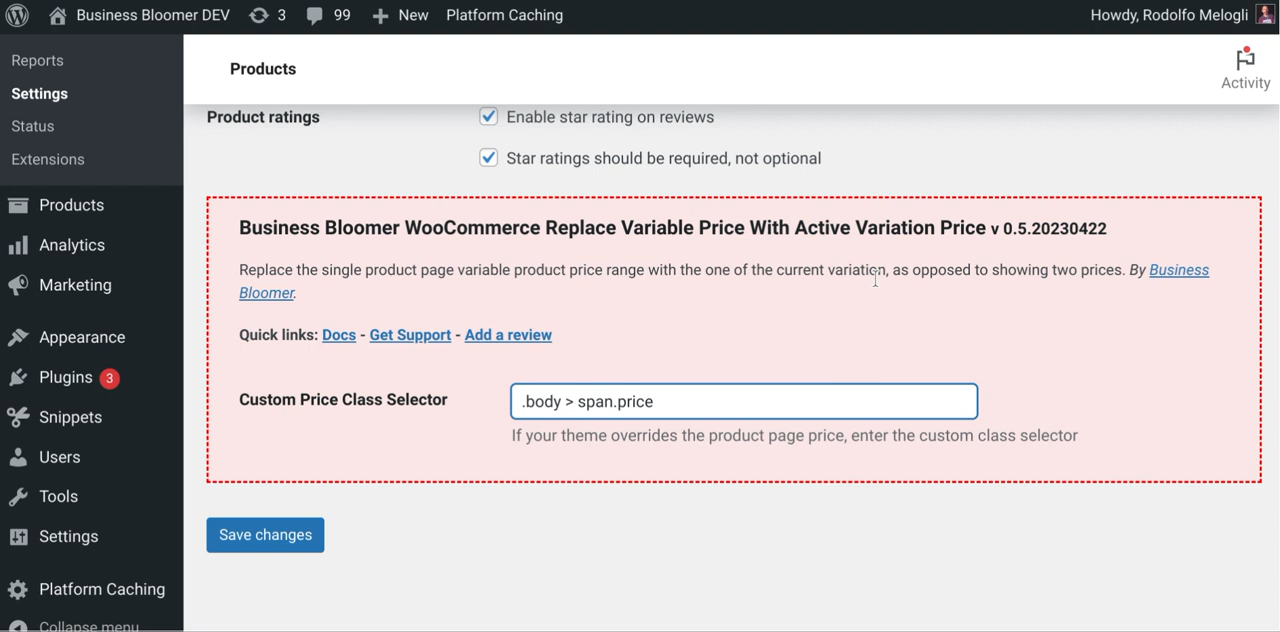 Business Bloomer DEV 3 99 New Platform Caching Howdy, Rodolfo Melogli
Reports
Settings
Status
Extensions
Products
Analytics
Marketing
Appearance
Plugins 3
Snippets
Users
Tools
Settings
Platform Caching
Collapse menu
Products
Activity
Product ratings
Enable star rating on reviews
Star ratings should be required, not optional
Business Bloomer WooCommerce Replace Variable Price With Active Variation Price v 0.5.20230422
Replace the single product page variable product price range with the one of the current variation, as opposed to showing two prices. By Business
Bloomer.
Quick links: Docs - Get Support - Add a review
Custom Price Class Selector
.body > span.price
If your theme overrides the product page price, enter the custom class selector
Save changes